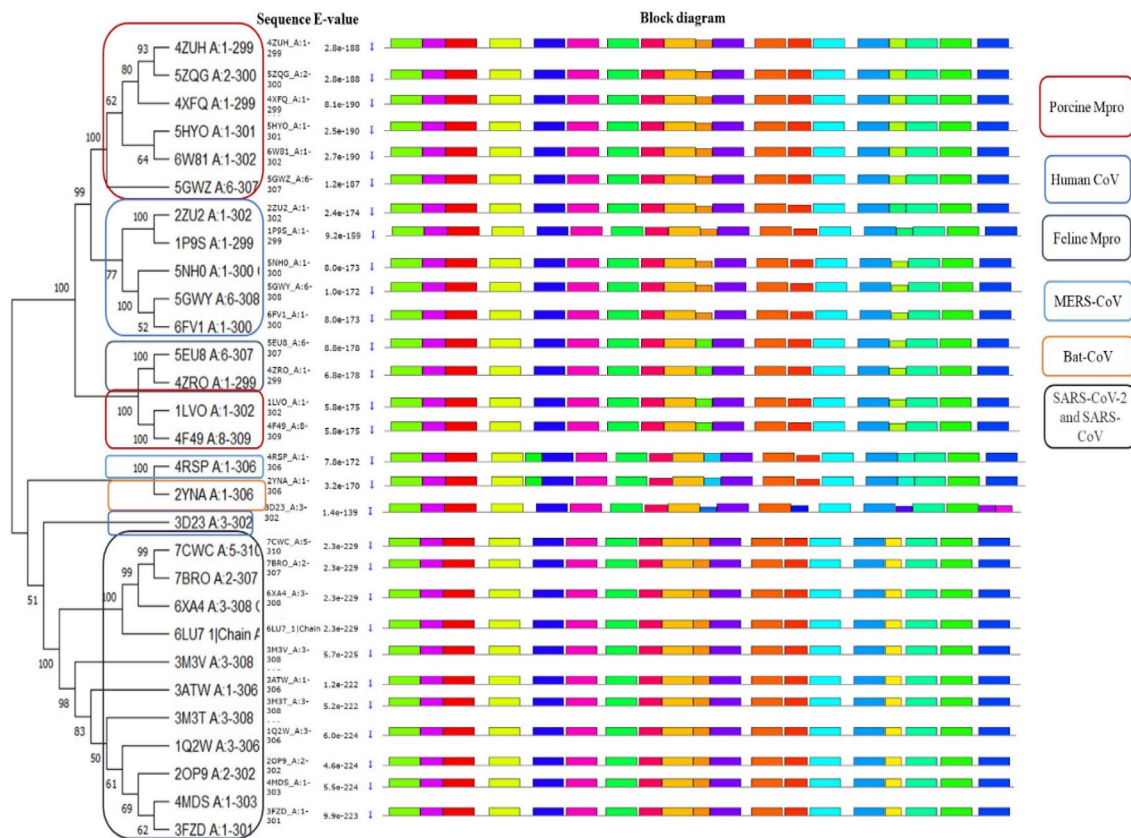 Sequence E-value Block diagram
4ZUH A:1-299 4ZUH_A:1-299 2.8e-188
5ZQG A:2-300 5ZQG_A:2-300 2.8e-188
4XFQ A:1-299 4XFQ_A:1-299 8.1e-190
5HYO A:1-301 5HYO_A:1-301 2.5e-190
6W81 A:1-302 6W81_A:1-302 2.7e-190
5GWZ A:6-307 5GWZ_A:6-307 1.2e-187
2ZU2 A:1-302 2ZU2_A:1-302 2.4e-174
1P9S A:1-299 1P9S_A:1-299 9.2e-159
5NH0 A:1-300 5NH0_A:1-300 8.0e-173
5GWY A:6-308 5GWY_A:6-308 1.0e-172
6FV1 A:1-300 6FV1_A:1-300 8.0e-173
5EU8 A:6-307 5EU8_A:6-307 8.8e-178
4ZRO A:1-299 4ZRO_A:1-299 6.8e-178
1LVO A:1-302 1LVO_A:1-302 5.8e-175
4F49 A:8-309 4F49_A:8-309 5.8e-175
4RSP A:1-306 4RSP_A:1-306 7.8e-172
2YNA A:1-306 2YNA_A:1-306 3.2e-170
3D23 A:3-302 3D23_A:3-302 1.4e-139
7CWC A:5-310 7CWC_A:5-310 2.3e-229
7BRO A:2-307 7BRO_A:2-307 2.3e-229
6XA4 A:3-308 6XA4_A:3-308 2.3e-229
6LU7 1|Chain A 6LU7_1|Chain 2.3e-229
3M3V A:3-308 3M3V_A:3-308 5.7e-225
3ATW A:1-306 3ATW_A:1-306 1.2e-222
3M3T A:3-308 3M3T_A:3-308 5.2e-222
1Q2W A:3-306 1Q2W_A:3-306 6.0e-224
2OP9 A:2-302 2OP9_A:2-302 4.6e-224
4MDS A:1-303 4MDS_A:1-303 5.5e-224
3FZD A:1-301 3FZD_A:1-301 9.9e-223
93
80
62
100
64
99
100
77
100
52
100
100
100
100
100
51
99
99
100
100
98
83
50
61
69
62
Porcine Mpro
Human CoV
Feline Mpro
MERS-CoV
Bat-CoV
SARS-CoV-2
and SARS-
CoV